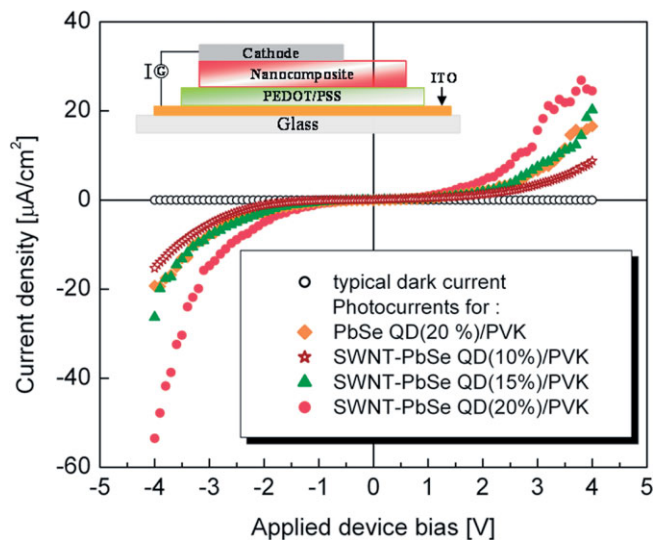 40
20
0
-20
-40
-60
Current density [µA/cm²]
Cathode
Nanocomposite
PEDOT/PSS
Glass
I
G
ITO
typical dark current
Photocurrents for :
PbSe QD(20 %)/PVK
SWNT-PbSe QD(10%)/PVK
SWNT-PbSe QD(15%)/PVK
SWNT-PbSe QD(20%)/PVK
-5 -4 -3 -2 -1 0 1 2 3 4 5
Applied device bias [V]